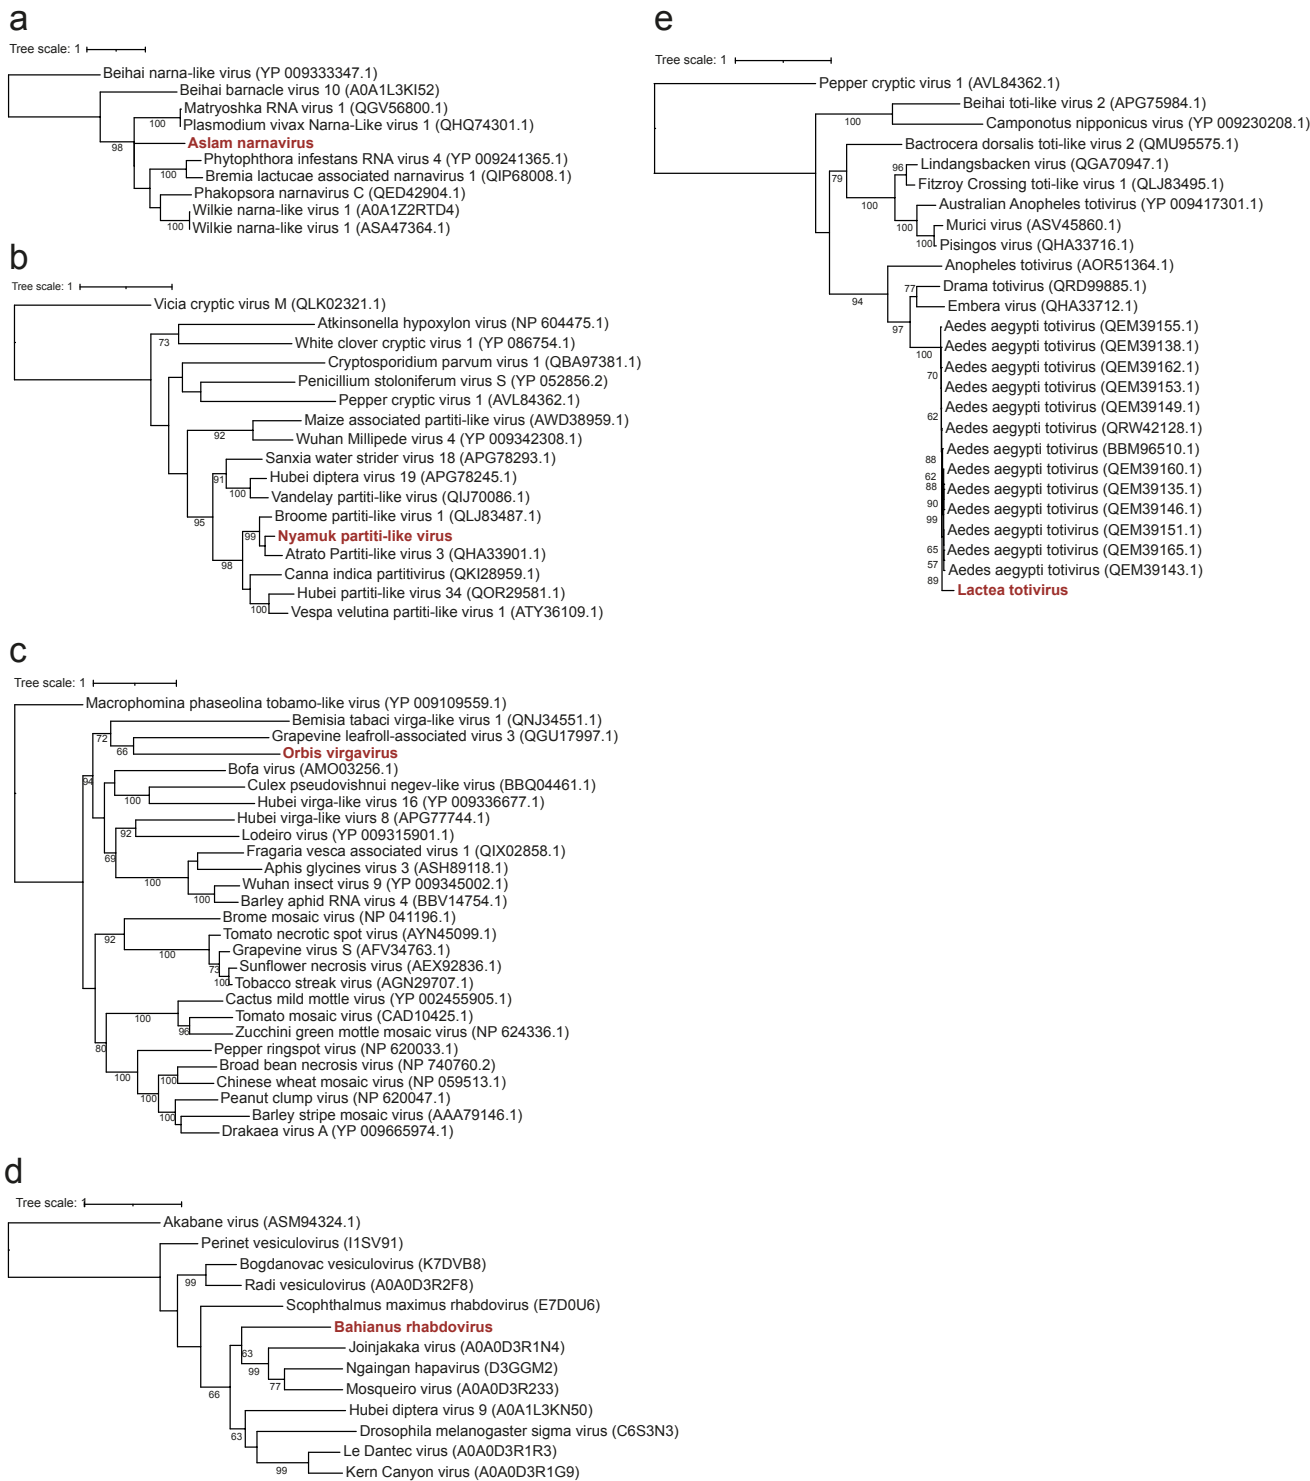 a
Tree scale: 1
Beihai narna-like virus (YP 009333347.1)
Beihai barnacle virus 10 (A0A1L3KI52)
Matryoshka RNA virus 1 (QGV56800.1)
100
Plasmodium vivax Narna-Like virus 1 (QHQ74301.1)
98
Aslam narnavirus
Phytophthora infestans RNA virus 4 (YP 009241365.1)
100
Bremia lactucae associated narnavirus 1 (QIP68008.1)
Phakopsora narnavirus C (QED42904.1)
Wilkie narna-like virus 1 (A0A1Z2RTD4)
100
Wilkie narna-like virus 1 (ASA47364.1)
b
Tree scale: 1
Vicia cryptic virus M (QLK02321.1)
Atkinsonella hypoxylon virus (NP 604475.1)
73
White clover cryptic virus 1 (YP 086754.1)
Cryptosporidium parvum virus 1 (QBA97381.1)
Penicillium stoloniferum virus S (YP 052856.2)
Pepper cryptic virus 1 (AVL84362.1)
Maize associated partiti-like virus (AWD38959.1)
92
Wuhan Millipede virus 4 (YP 009342308.1)
Sanxia water strider virus 18 (APG78293.1)
91
Hubei diptera virus 19 (APG78245.1)
100
Vandelay partiti-like virus (QIJ70086.1)
95
Broome partiti-like virus 1 (QLJ83487.1)
99
Nyamuk partiti-like virus
Atrato Partiti-like virus 3 (QHA33901.1)
98
Canna indica partitivirus (QKI28959.1)
Hubei partiti-like virus 34 (QOR29581.1)
100
Vespa velutina partiti-like virus 1 (ATY36109.1)
c
Tree scale: 1
Macrophomina phaseolina tobamo-like virus (YP 009109559.1)
Bemisia tabaci virga-like virus 1 (QNJ34551.1)
72
Grapevine leafroll-associated virus 3 (QGU17997.1)
66
Orbis virgavirus
Bofa virus (AMO03256.1)
94
Culex pseudovishnui negev-like virus (BBQ04461.1)
100
Hubei virga-like virus 16 (YP 009336677.1)
Hubei virga-like viurs 8 (APG77744.1)
92
Lodeiro virus (YP 009315901.1)
69
Fragaria vesca associated virus 1 (QIX02858.1)
Aphis glycines virus 3 (ASH89118.1)
100
Wuhan insect virus 9 (YP 009345002.1)
100
Barley aphid RNA virus 4 (BBV14754.1)
Brome mosaic virus (NP 041196.1)
92
Tomato necrotic spot virus (AYN45099.1)
100
Grapevine virus S (AFV34763.1)
73
Sunflower necrosis virus (AEX92836.1)
100
Tobacco streak virus (AGN29707.1)
Cactus mild mottle virus (YP 002455905.1)
100
Tomato mosaic virus (CAD10425.1)
96
Zucchini green mottle mosaic virus (NP 624336.1)
80
Pepper ringspot virus (NP 620033.1)
100
Broad bean necrosis virus (NP 740760.2)
100
Chinese wheat mosaic virus (NP 059513.1)
100
Peanut clump virus (NP 620047.1)
100
Barley stripe mosaic virus (AAA79146.1)
Drakaea virus A (YP 009665974.1)
d
Tree scale: 1
Akabane virus (ASM94324.1)
Perinet vesiculovirus (I1SV91)
Bogdanovac vesiculovirus (K7DVB8)
99
Radi vesiculovirus (A0A0D3R2F8)
Scophthalmus maximus rhabdovirus (E7D0U6)
Bahianus rhabdovirus
63
Joinjakaka virus (A0A0D3R1N4)
99
Ngaingan hapavirus (D3GGM2)
77
Mosqueiro virus (A0A0D3R233)
66
Hubei diptera virus 9 (A0A1L3KN50)
63
Drosophila melanogaster sigma virus (C6S3N3)
Le Dantec virus (A0A0D3R1R3)
99
Kern Canyon virus (A0A0D3R1G9)
e
Tree scale: 1
Pepper cryptic virus 1 (AVL84362.1)
Beihai toti-like virus 2 (APG75984.1)
100
Camponotus nipponicus virus (YP 009230208.1)
Bactrocera dorsalis toti-like virus 2 (QMU95575.1)
96
Lindangsbacken virus (QGA70947.1)
79
Fitzroy Crossing toti-like virus 1 (QLJ83495.1)
100
Australian Anopheles totivirus (YP 009417301.1)
100
Murici virus (ASV45860.1)
100
Pisingos virus (QHA33716.1)
Anopheles totivirus (AOR51364.1)
94
77
Drama totivirus (QRD99885.1)
Embera virus (QHA33712.1)
97
Aedes aegypti totivirus (QEM39155.1)
100
Aedes aegypti totivirus (QEM39138.1)
70
Aedes aegypti totivirus (QEM39162.1)
Aedes aegypti totivirus (QEM39153.1)
62
Aedes aegypti totivirus (QEM39149.1)
Aedes aegypti totivirus (QRW42128.1)
Aedes aegypti totivirus (BBM96510.1)
88
62
Aedes aegypti totivirus (QEM39160.1)
88
Aedes aegypti totivirus (QEM39135.1)
90
Aedes aegypti totivirus (QEM39146.1)
99
Aedes aegypti totivirus (QEM39151.1)
65
Aedes aegypti totivirus (QEM39165.1)
57
Aedes aegypti totivirus (QEM39143.1)
89
Lactea totivirus